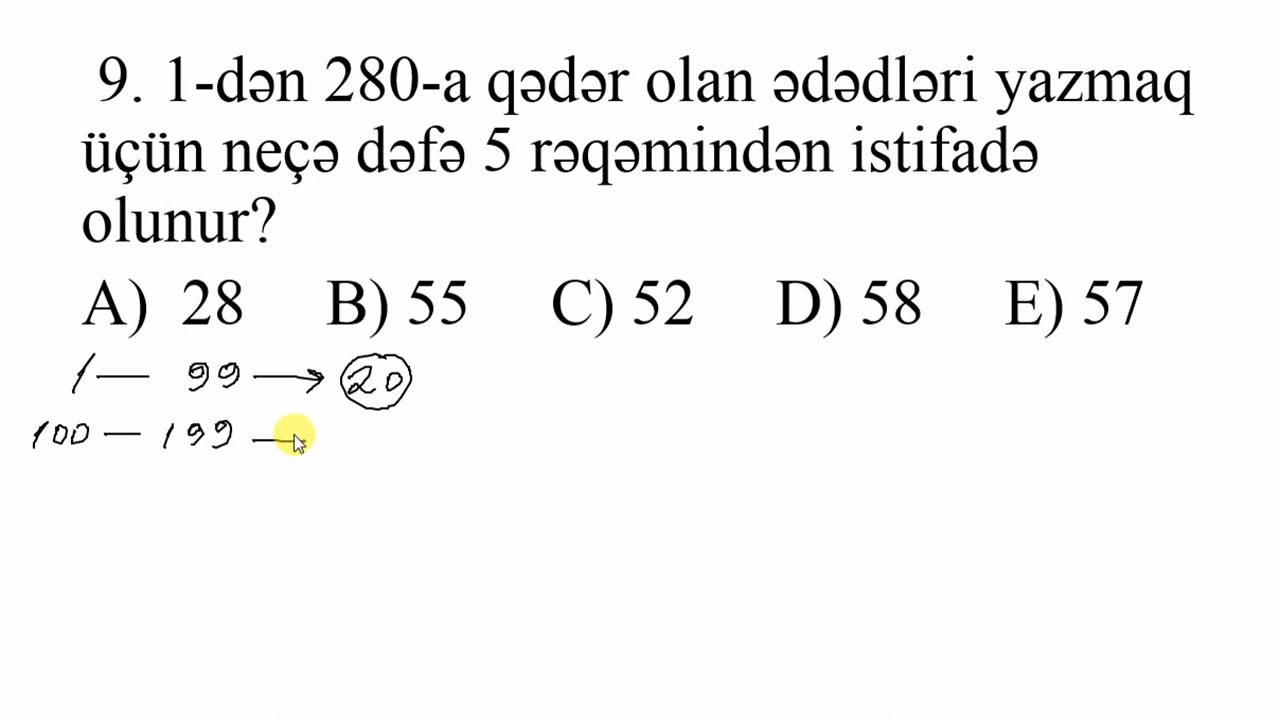 9. 1-dən 280-a qədər olan ədədləri yazmaq
üçün neçə dəfə 5 rəqəmindən istifadə
olunur?
A) 28 B) 55 C) 52 D) 58 E) 57
1 — 99 → 20
100 — 199 —